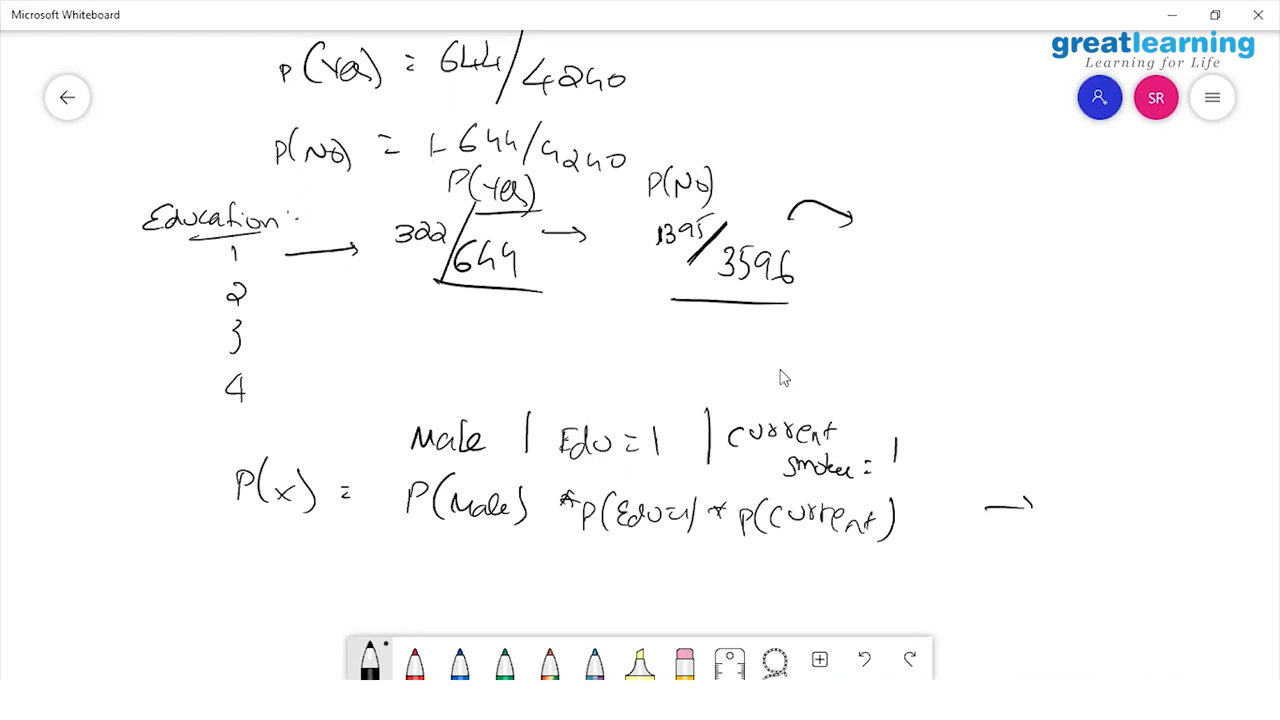 Microsoft Whiteboard
greatlearning
Learning for Life
SR
P(Yes) = 644/4240
P(No) = 1-644/4240
P(Yes) P(No)
Education:-
1 → 322/644 → 1395/3596
2
3
4
Male | Edu=1 | current smoker = 1
P(x) = P(Male) * P(Edu=1) * P(current) →